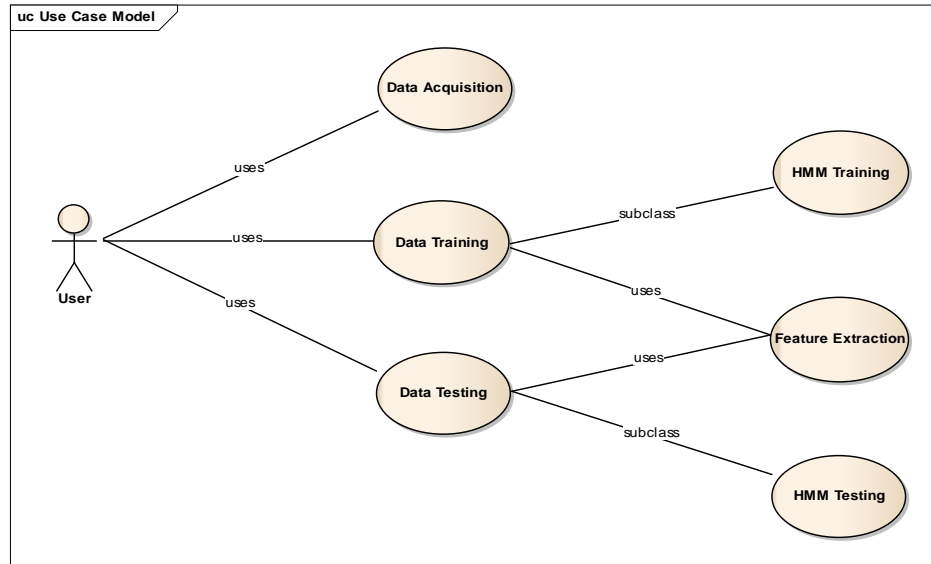 uc Use Case Model
Data Acquisition
uses
HMM Training
subclass
uses
Data Training
User
uses
uses
Feature Extraction
uses
Data Testing
subclass
HMM Testing